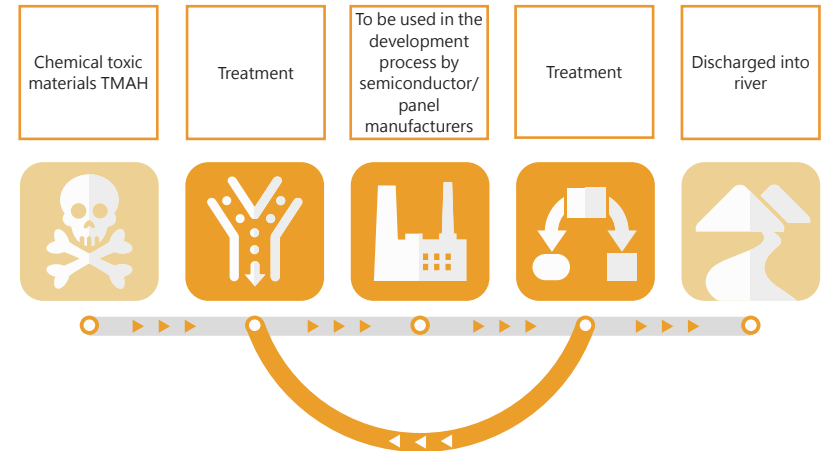 Chemical toxic
materials TMAH
Treatment
To be used in the
development
process by
semiconductor/
panel
manufacturers
Treatment
Discharged into
river